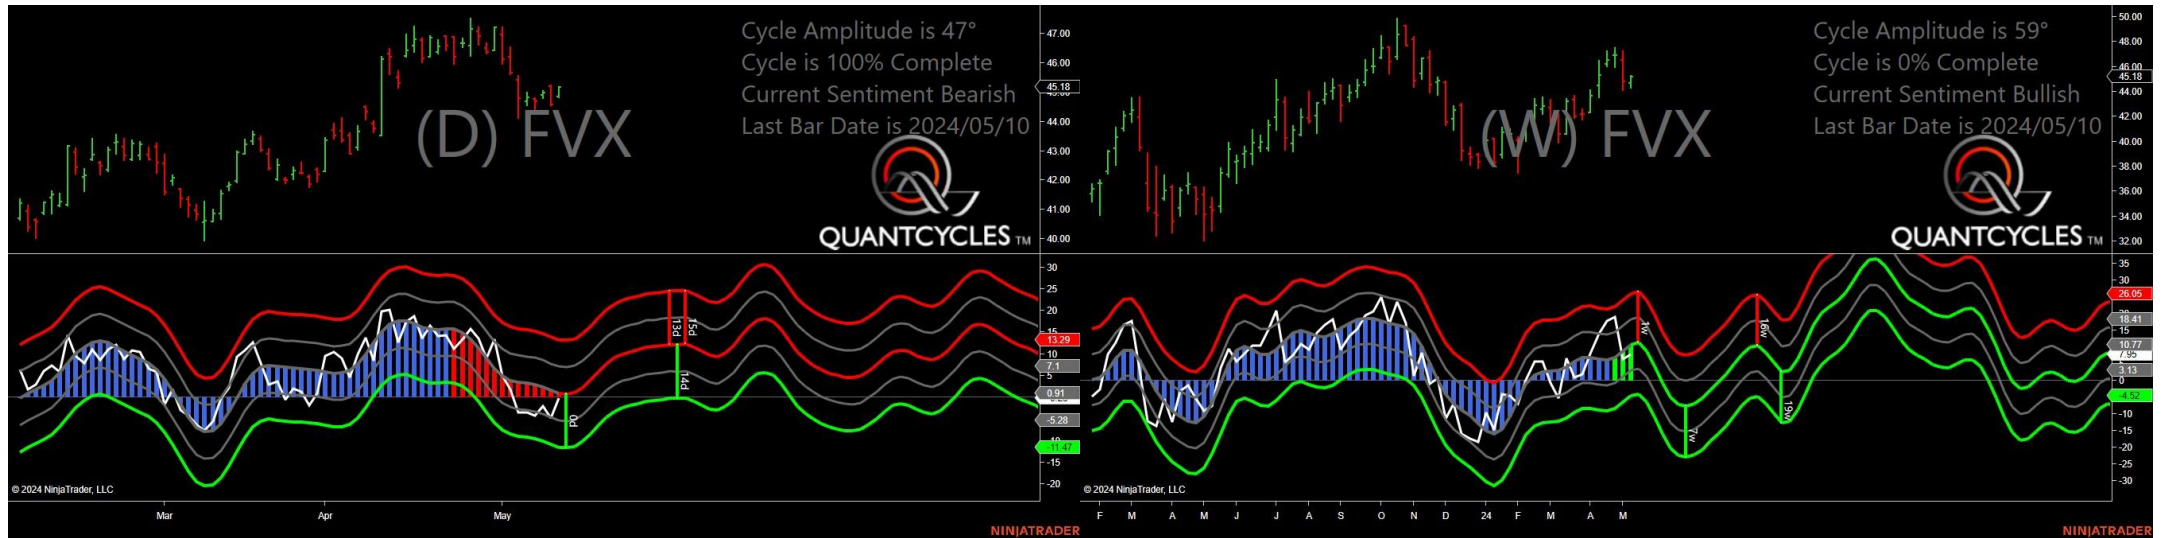 Cycle Amplitude is 47°
Cycle is 100% Complete
Current Sentiment Bearish
Last Bar Date is 2024/05/10
(D) FVX
QUANTCYCLES TM
47.00
46.00
45.18
44.00
43.00
42.00
41.00
40.00
30
25
20
15
13.29
10
7.1
5
0.91
-5.28
-11.47
-15
-20
13d
15d
14d
0d
© 2024 NinjaTrader, LLC
Mar
Apr
May
NINJATRADER
Cycle Amplitude is 59°
Cycle is 0% Complete
Current Sentiment Bullish
Last Bar Date is 2024/05/10
(W) FVX
QUANTCYCLES TM
50.00
48.00
46.00
45.18
44.00
42.00
40.00
38.00
36.00
34.00
32.00
35
30
26.05
18.41
15
10.77
7.95
3.13
0
-4.52
-10
-15
-20
-25
-30
1w
16w
7w
19w
© 2024 NinjaTrader, LLC
F M A M J J A S O N D 24 F M A M
NINJATRADER